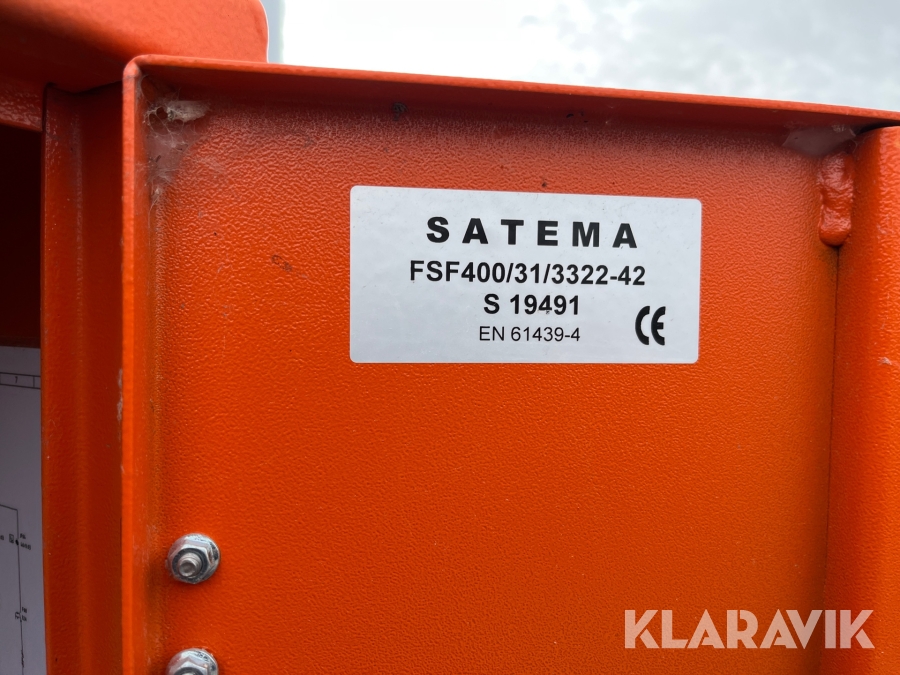 SATEMA
FSF400/31/3322-42
S 19491
EN 61439-4
CE
KLARAVIK